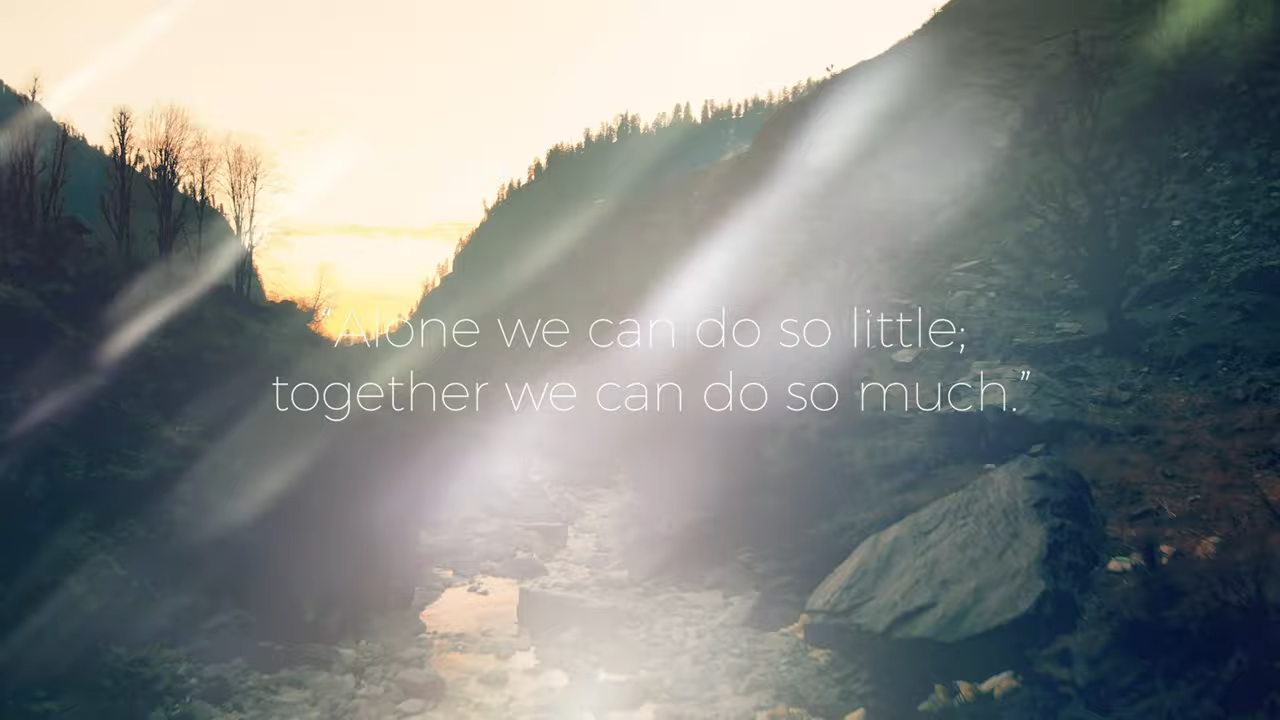 “Alone we can do so little;
together we can do so much.”